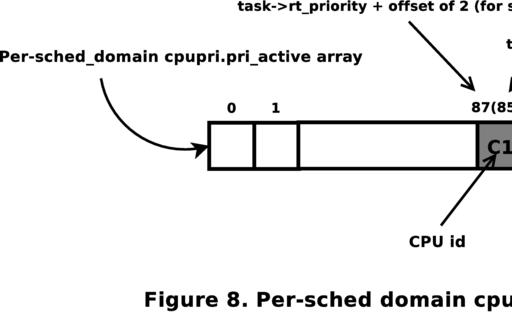 task->rt_priority + offset of 2 (for
t
Per-sched_domain cpupri.pri_active array
0 1 87(85
C1
CPU id
Figure 8. Per-sched domain cpu